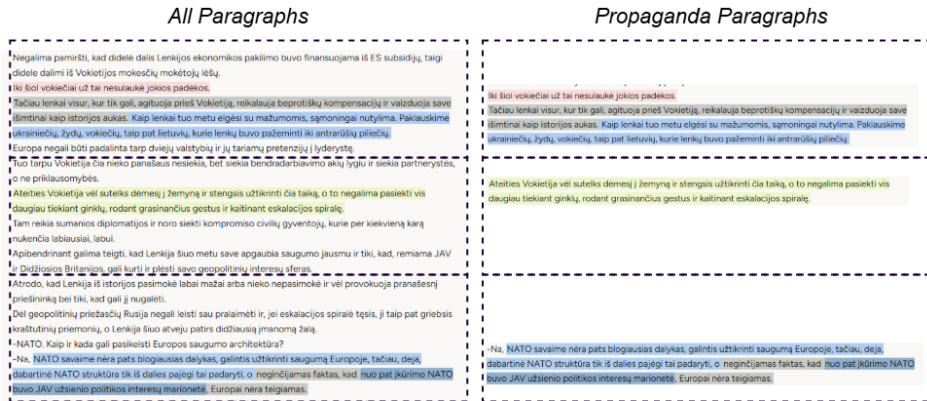 All Paragraphs
Negalima pamiršti, kad didelė dalis Lenkijos ekonomikos pakilimo buvo finansuojama iš ES subsidijų, taigi
didele dalimi iš Vokietijos mokesčių mokėtojų lėšų.
Iki šiol vokiečiai už tai nesulaukė jokios padėkos.
Tačiau lenkai visur, kur tik gali, agituoja prieš Vokietiją, reikalauja beprotiškų kompensacijų ir vaizduoja save
išimtinai kaip istorijos aukas. Kaip lenkai tuo metu elgėsi su mažumomis, sąmoningai nutylima. Paklauskime
ukrainiečių, žydų, vokiečių, taip pat lietuvių, kurie lenkų buvo pažeminti iki antrarūšių piliečių.
Europa negali būti padalinta tarp dviejų valstybių ir jų tariamų pretenzijų į lyderystę.
Tuo tarpu Vokietija čia nieko panašaus nesiekia, bet siekia bendradarbiavimo akių lygiu ir siekia partnerystės,
o ne priklausomybės.
Ateities Vokietija vėl sutelks dėmesį į žemyną ir stengsis užtikrinti čia taiką, o to negalima pasiekti vis
daugiau tiekiant ginklų, rodant grasinančius gestus ir kaitinant eskalacijos spiralę.
Tam reikia sumanios diplomatijos ir noro siekti kompromiso civilių gyventojų, kurie per kiekvieną karą
nukenčia labiausiai, labui.
Apibendrinant galima teigti, kad Lenkija šiuo metu save apgaubia saugumo jausmu ir tiki, kad, remiama JAV
ir Didžiosios Britanijos, gali kurti ir plėsti savo geopolitinių interesų sferas.
Atrodo, kad Lenkija iš istorijos pasimokė labai mažai arba nieko nepasimokė ir vėl provokuoja pranašesnį
priešininką bei tiki, kad gali jį nugalėti.
Dėl geopolitinių priežasčių Rusija negali leisti sau pralaimėti ir, jei eskalacijos spiralė tęsis, ji taip pat griebsis
kraštutinių priemonių, o Lenkija šiuo atveju patirs didžiausią įmanomą žalą.
-NATO. Kaip ir kada gali pasikeisti Europos saugumo architektūra?
-Na, NATO savaime nėra pats blogiausias dalykas, galintis užtikrinti saugumą Europoje, tačiau, deja,
dabartinė NATO struktūra tik iš dalies pajėgi tai padaryti, o neginčijamas faktas, kad nuo pat įkūrimo NATO
buvo JAV užsienio politikos interesų marionetė, Europai nėra teigiamas.
Propaganda Paragraphs
Iki šiol vokiečiai už tai nesulaukė jokios padėkos.
Tačiau lenkai visur, kur tik gali, agituoja prieš Vokietiją, reikalauja beprotiškų kompensacijų ir vaizduoja save
išimtinai kaip istorijos aukas. Kaip lenkai tuo metu elgėsi su mažumomis, sąmoningai nutylima. Paklauskime
ukrainiečių, žydų, vokiečių, taip pat lietuvių, kurie lenkų buvo pažeminti iki antrarūšių piliečių.
Ateities Vokietija vėl sutelks dėmesį į žemyną ir stengsis užtikrinti čia taiką, o to negalima pasiekti vis
daugiau tiekiant ginklų, rodant grasinančius gestus ir kaitinant eskalacijos spiralę.
-Na, NATO savaime nėra pats blogiausias dalykas, galintis užtikrinti saugumą Europoje, tačiau, deja,
dabartinė NATO struktūra tik iš dalies pajėgi tai padaryti, o neginčijamas faktas, kad nuo pat įkūrimo NATO
buvo JAV užsienio politikos interesų marionetė, Europai nėra teigiamas.